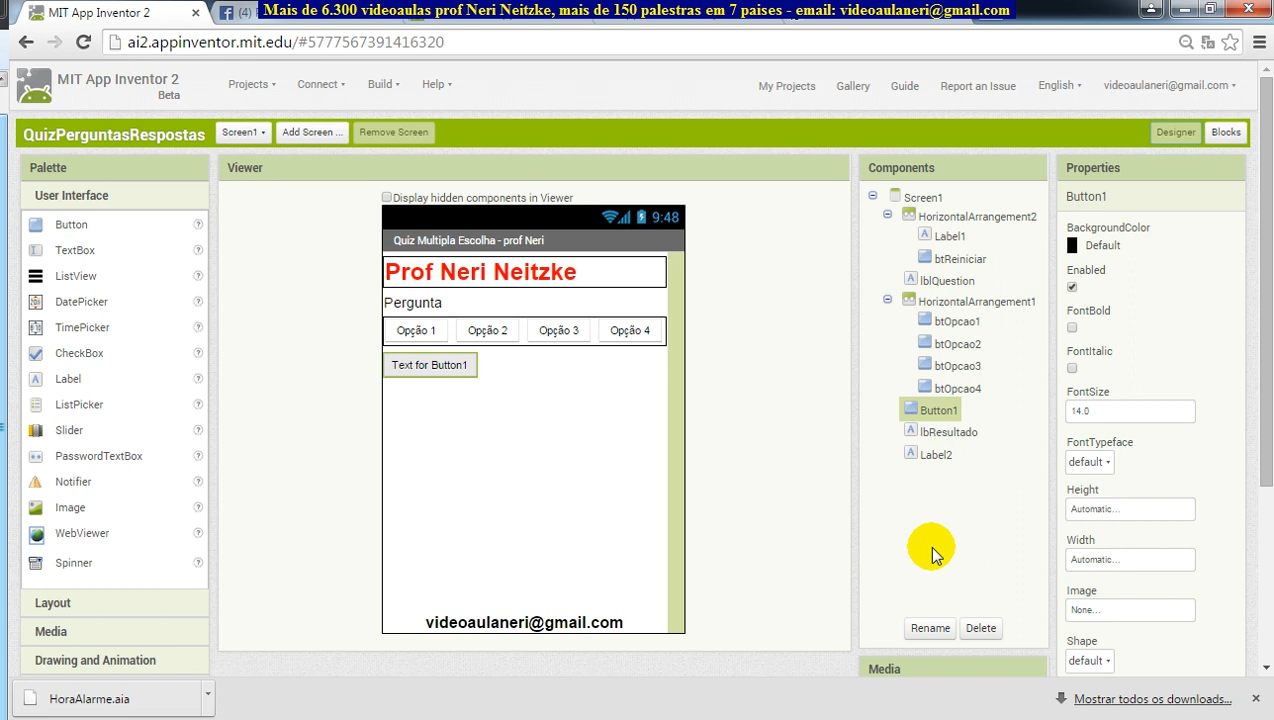 MIT App Inventor 2
Mais de 6.300 videoaulas prof Neri Neitzke, mais de 150 palestras em 7 paises - email: videoaulaneri@gmail.com
ai2.appinventor.mit.edu/#5777567391416320
MIT App Inventor 2
Beta
Projects
Connect
Build
Help
My Projects
Gallery
Guide
Report an Issue
English
videoaulaneri@gmail.com
QuizPerguntasRespostas
Screen1
Add Screen ...
Remove Screen
Designer
Blocks
Palette
User Interface
Button
TextBox
ListView
DatePicker
TimePicker
CheckBox
Label
ListPicker
Slider
PasswordTextBox
Notifier
Image
WebViewer
Spinner
Layout
Media
Drawing and Animation
Viewer
Display hidden components in Viewer
9:48
Quiz Multipla Escolha - prof Neri
Prof Neri Neitzke
Pergunta
Opção 1
Opção 2
Opção 3
Opção 4
Text for Button1
videoaulaneri@gmail.com
Components
Screen1
HorizontalArrangement2
Label1
btReiniciar
lblQuestion
HorizontalArrangement1
btOpcao1
btOpcao2
btOpcao3
btOpcao4
Button1
lbResultado
Label2
Rename
Delete
Media
Properties
Button1
BackgroundColor
Default
Enabled
FontBold
FontItalic
FontSize
14.0
FontTypeface
default
Height
Automatic...
Width
Automatic...
Image
None...
Shape
default
HoraAlarme.aia
Mostrar todos os downloads...